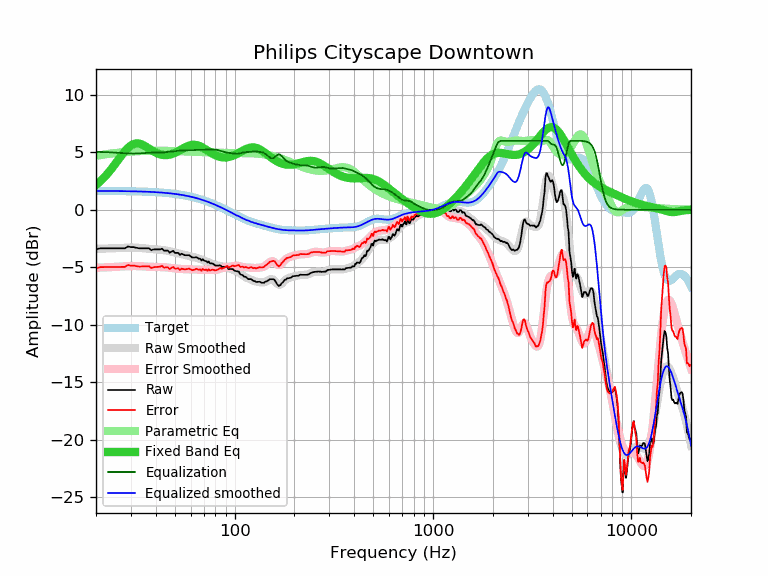 Philips Cityscape Downtown
10
5
0
−5
−10
−15
−20
−25
Amplitude (dBr)
Target
Raw Smoothed
Error Smoothed
Raw
Error
Parametric Eq
Fixed Band Eq
Equalization
Equalized smoothed
100 1000 10000
Frequency (Hz)